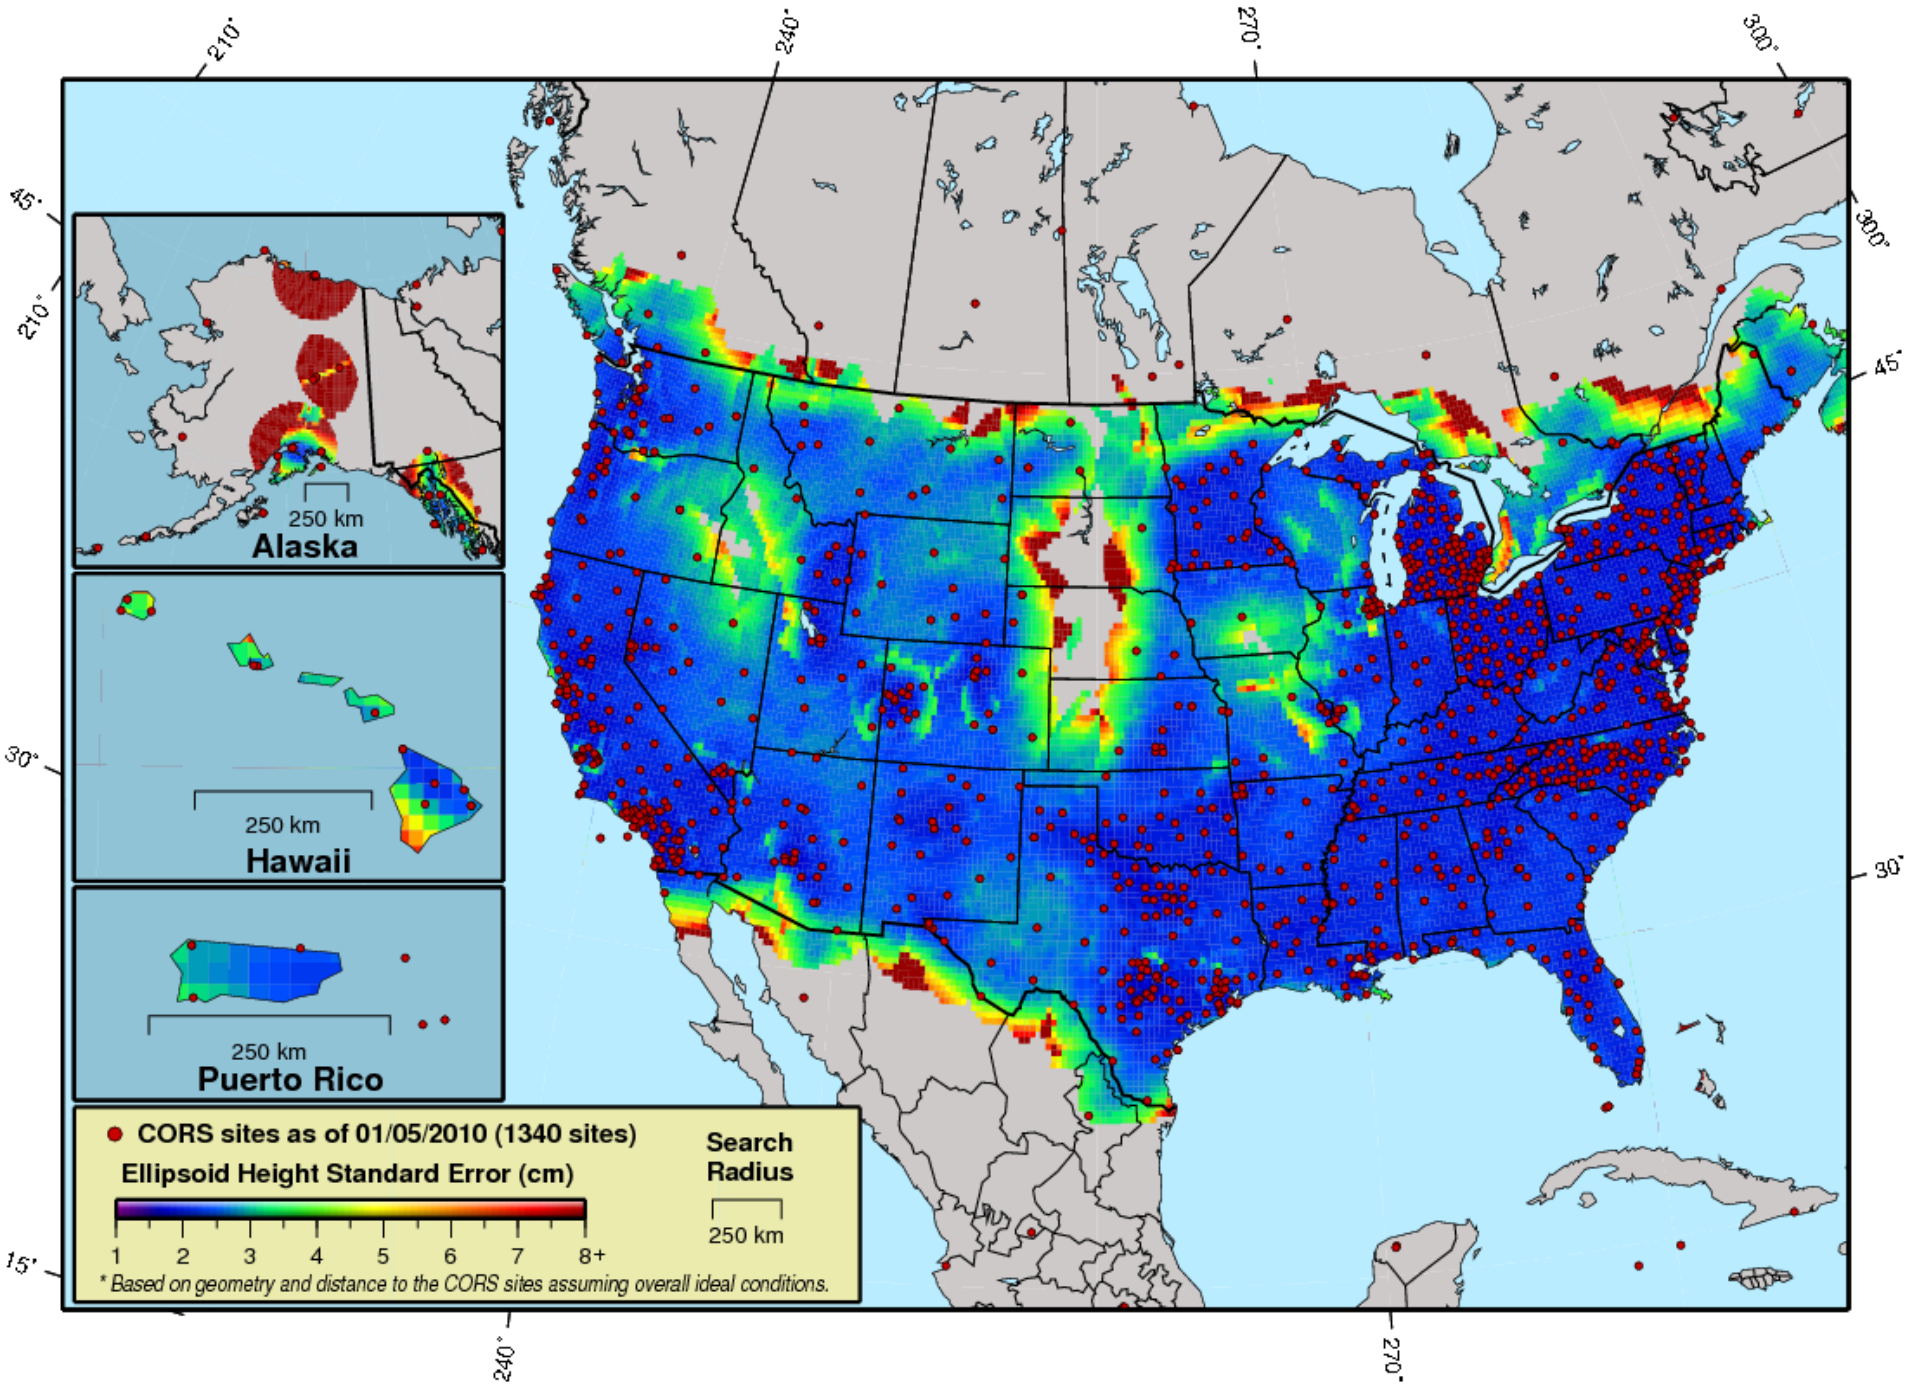 210°
240°
270°
300°
45°
300°
210°
45°
250 km
Alaska
250 km
Hawaii
30°
30°
250 km
Puerto Rico
CORS sites as of 01/05/2010 (1340 sites)
Search
Radius
Ellipsoid Height Standard Error (cm)
250 km
1 2 3 4 5 6 7 8+
* Based on geometry and distance to the CORS sites assuming overall ideal conditions.
15°
240°
270°